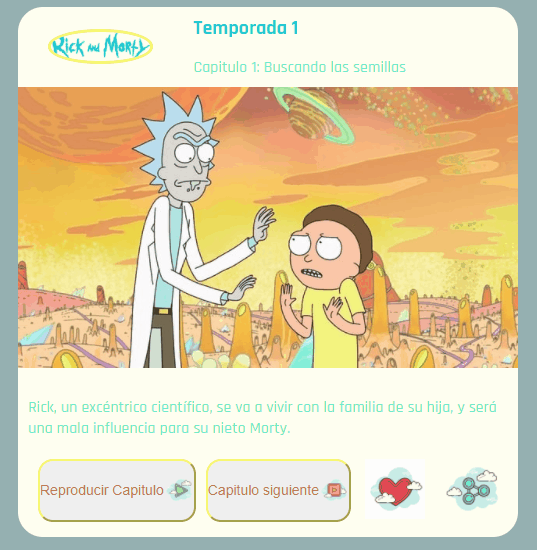 Rick AND Morty
Temporada 1
Capitulo 1: Buscando las semillas
Rick, un excéntrico científico, se va a vivir con la familia de su hija, y será
una mala influencia para su nieto Morty.
Reproducir Capitulo
Capitulo siguiente